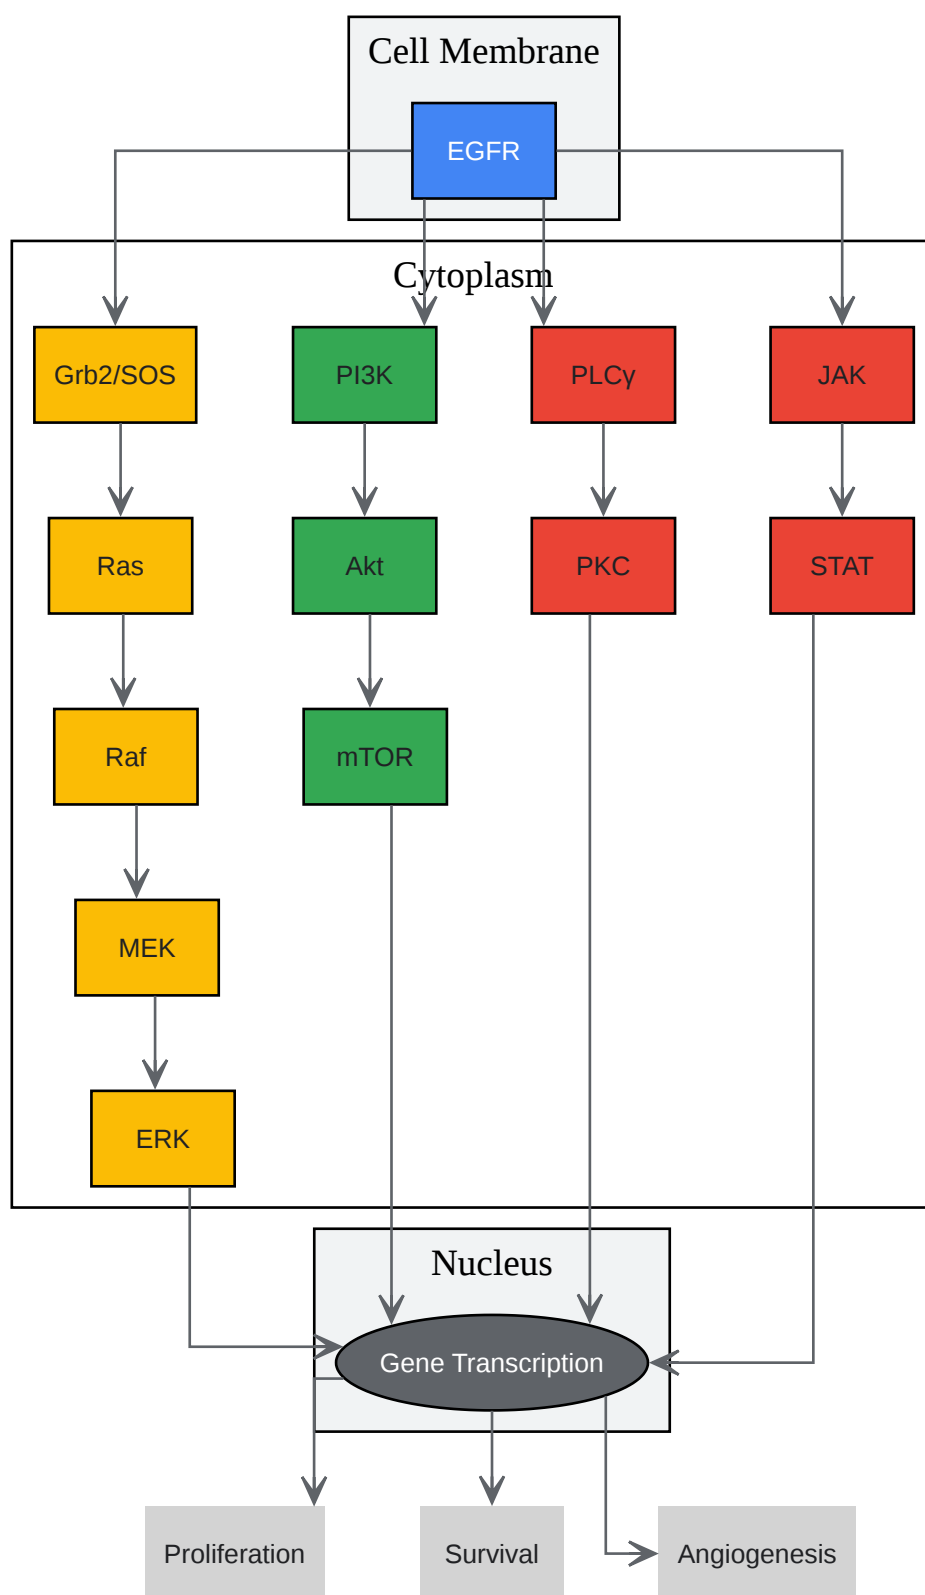 Cell Membrane
EGFR
Cytoplasm
Grb2/SOS
PI3K
PLCγ
JAK
Ras
Akt
PKC
STAT
Raf
mTOR
MEK
ERK
Nucleus
Gene Transcription
Proliferation
Survival
Angiogenesis